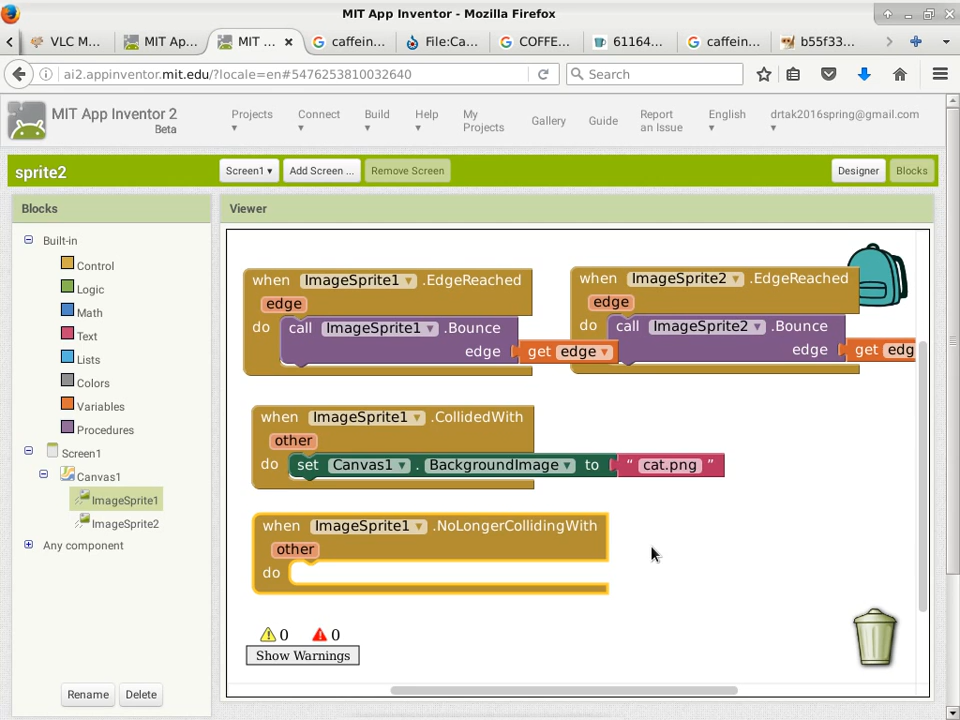 MIT App Inventor 2 - Mozilla Firefox
VLC M... MIT Ap... MIT ... caffein... File:Ca... COFFE... 61164... caffein... b55f33...
ai2.appinventor.mit.edu/?locale=en#5476253810032640 Search
MIT App Inventor 2
Beta
Projects Connect Build Help My Projects Gallery Guide Report an Issue English drtak2016spring@gmail.com
sprite2 Screen1 Add Screen ... Remove Screen Designer Blocks
Blocks
Viewer
Built-in
Control
Logic
Math
Text
Lists
Colors
Variables
Procedures
Screen1
Canvas1
ImageSprite1
ImageSprite2
Any component
Rename Delete
when ImageSprite1 .EdgeReached
edge
do call ImageSprite1 .Bounce
edge get edge
when ImageSprite2 .EdgeReached
edge
do call ImageSprite2 .Bounce
edge get edg
when ImageSprite1 .CollidedWith
other
do set Canvas1 . BackgroundImage to “ cat.png ”
when ImageSprite1 .NoLongerCollidingWith
other
do
0 0
Show Warnings